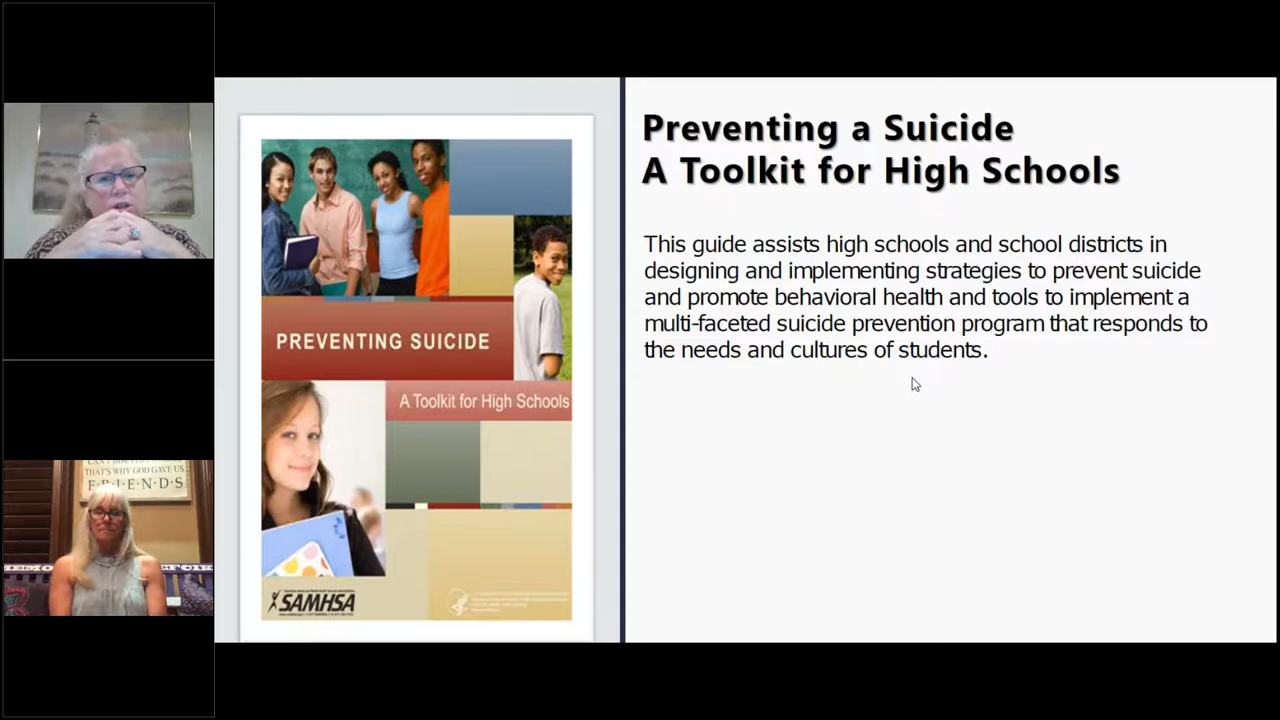 Preventing a Suicide
A Toolkit for High Schools
This guide assists high schools and school districts in
designing and implementing strategies to prevent suicide
and promote behavioral health and tools to implement a
multi-faceted suicide prevention program that responds to
the needs and cultures of students.
PREVENTING SUICIDE
A Toolkit for High Schools
SAMHSA
THAT'S WHY GOD GAVE US
F·R·I·E·N·D·S